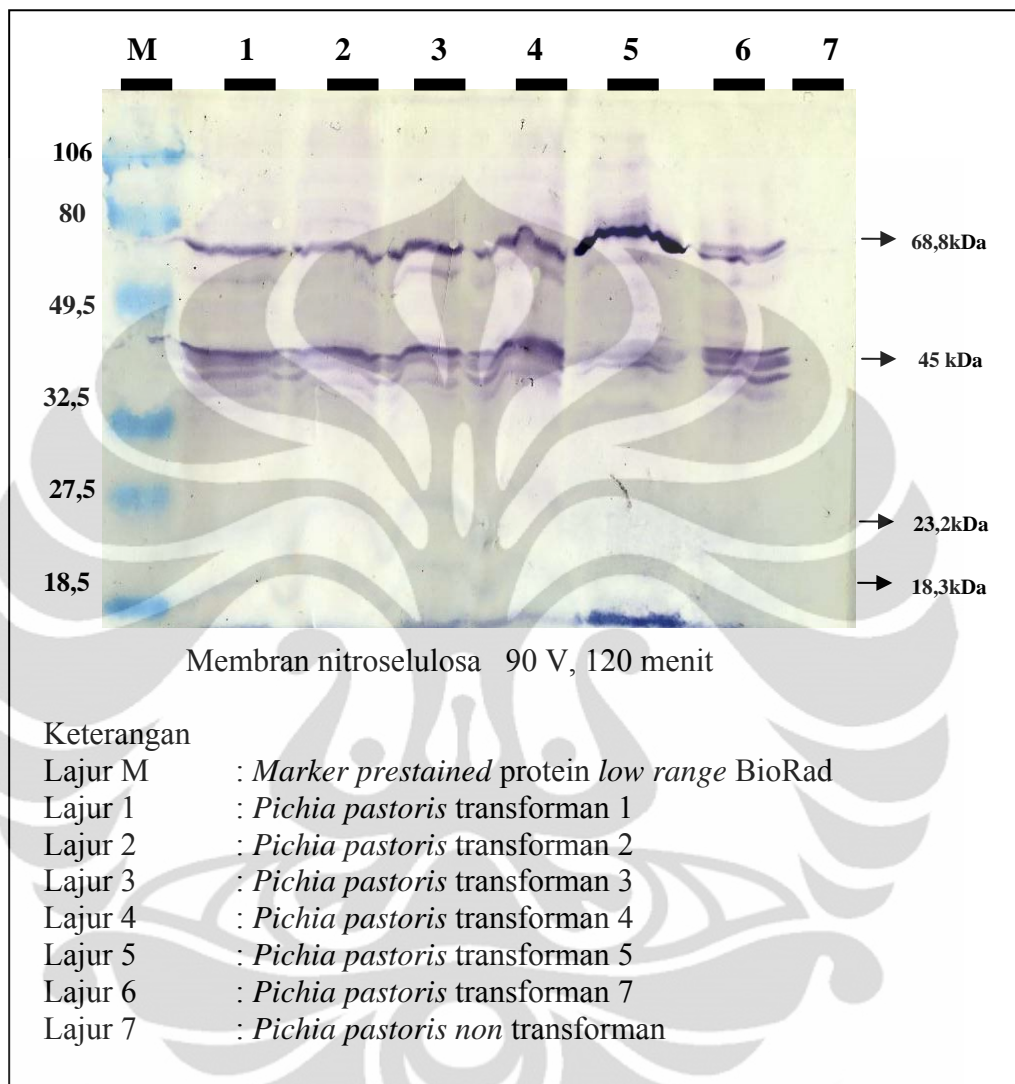 M 1 2 3 4 5 6 7
106
80
68,8kDa
49,5
45 kDa
32,5
27,5
23,2kDa
18,5
18,3kDa
Membran nitroselulosa 90 V, 120 menit
Keterangan
Lajur M : Marker prestained protein low range BioRad
Lajur 1 : Pichia pastoris transforman 1
Lajur 2 : Pichia pastoris transforman 2
Lajur 3 : Pichia pastoris transforman 3
Lajur 4 : Pichia pastoris transforman 4
Lajur 5 : Pichia pastoris transforman 5
Lajur 6 : Pichia pastoris transforman 7
Lajur 7 : Pichia pastoris non transforman